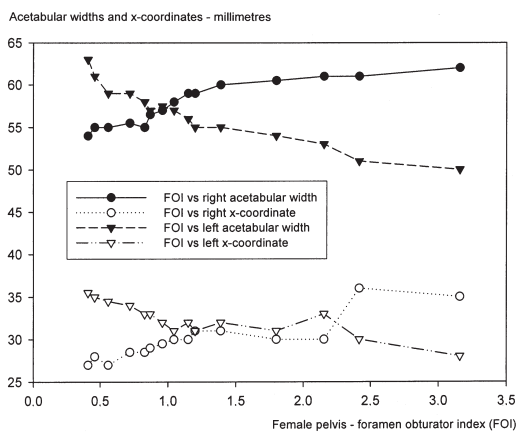 Acetabular widths and x-coordinates - millimetres
65
60
55
50
45
40
35
30
25
FOI vs right acetabular width
FOI vs right x-coordinate
FOI vs left acetabular width
FOI vs left x-coordinate
0.0 0.5 1.0 1.5 2.0 2.5 3.0 3.5
Female pelvis - foramen obturator index (FOI)